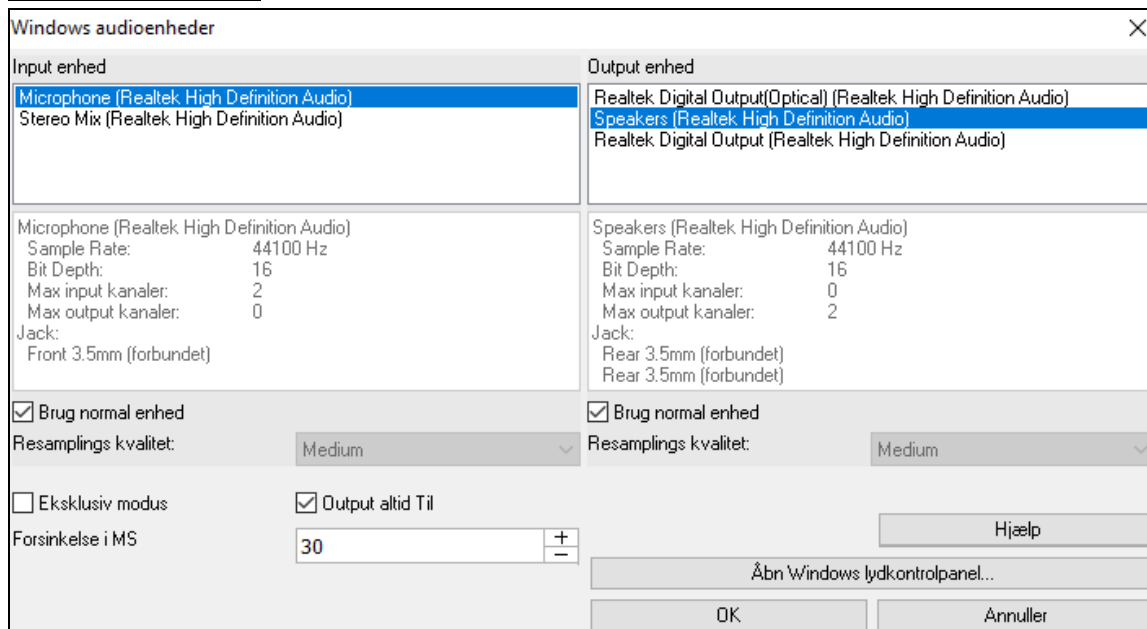 Windows audioenheder
Input enhed
Microphone (Realtek High Definition Audio)
Stereo Mix (Realtek High Definition Audio)
Microphone (Realtek High Definition Audio)
Sample Rate: 44100 Hz
Bit Depth: 16
Max input kanaler: 2
Max output kanaler: 0
Jack:
Front 3.5mm (forbundet)
Brug normal enhed
Resamplings kvalitet: Medium
Output enhed
Realtek Digital Output(Optical) (Realtek High Definition Audio)
Speakers (Realtek High Definition Audio)
Realtek Digital Output (Realtek High Definition Audio)
Speakers (Realtek High Definition Audio)
Sample Rate: 44100 Hz
Bit Depth: 16
Max input kanaler: 0
Max output kanaler: 2
Jack:
Rear 3.5mm (forbundet)
Rear 3.5mm (forbundet)
Brug normal enhed
Resamplings kvalitet: Medium
Eksklusiv modus Output altid Til
Forsinkelse i MS 30
Hjælp
Åbn Windows lydkontrolpanel...
OK Annuller